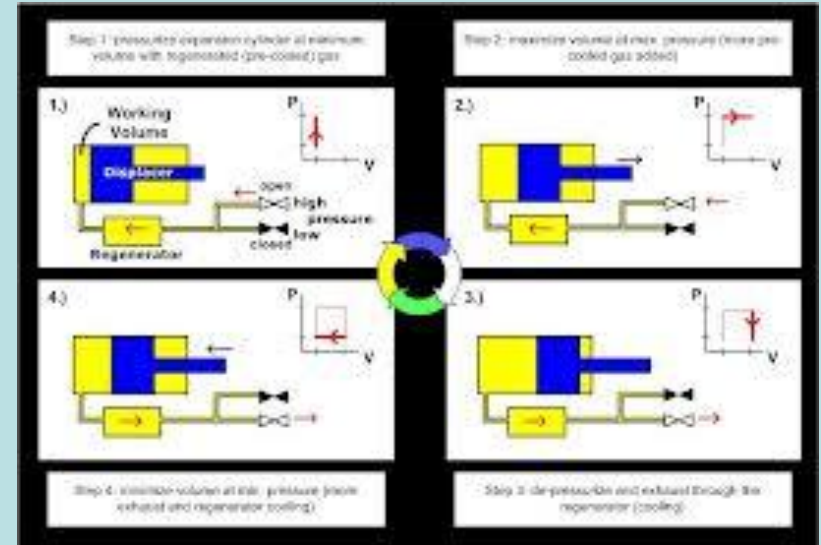 Step 1: pressurize expansion cylinder at minimum
volume with regenerated (pre-cooled) gas
Step 2: maximize volume at max. pressure (more pre-
cooled gas added)
1.)
Working
Volume
P
V
Displacer
open
high
pressure
low
closed
Regenerator
2.)
P
V
4.)
P
V
3.)
P
V
Step 4: minimize volume at min. pressure (more
exhaust and regenerator cooling)
Step 3: de-pressurize and exhaust through the
regenerator (cooling)